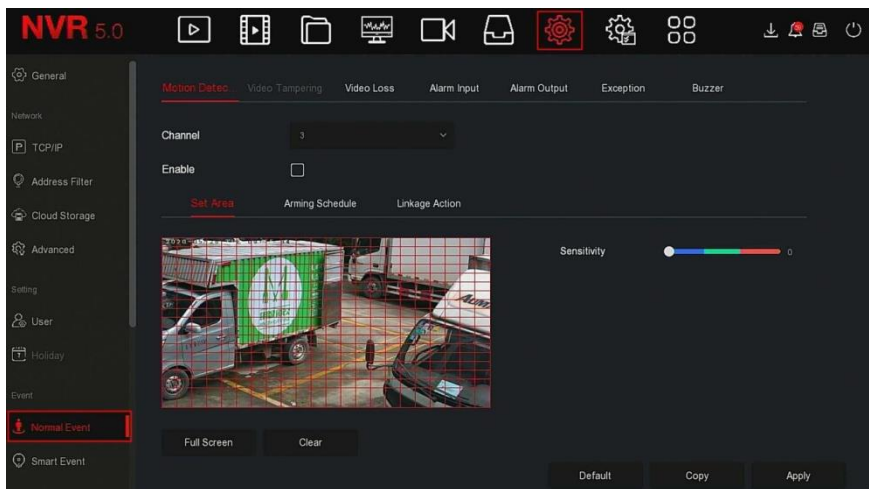 NVR 5.0
General
Network
TCP/IP
Address Filter
Cloud Storage
Advanced
Setting
User
Holiday
Event
Normal Event
Smart Event
Motion Detec... Video Tampering Video Loss Alarm Input Alarm Output Exception Buzzer
Channel 3
Enable
Set Area Arming Schedule Linkage Action
Sensitivity 0
Full Screen Clear
Default Copy Apply